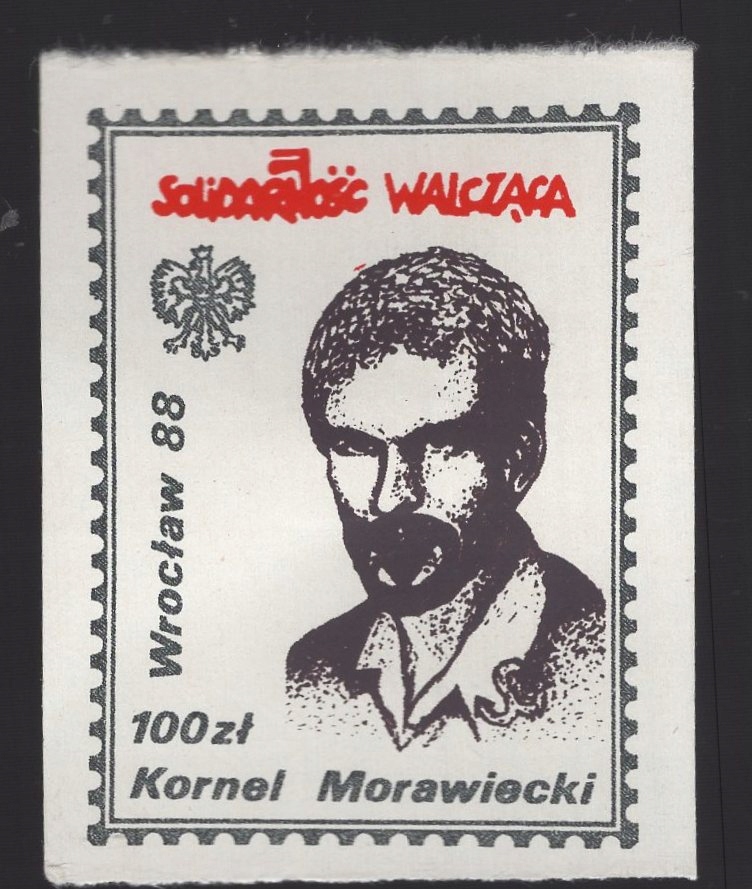 SOLIDARNOŚĆ WALCZĄCA
Wrocław 88
100 zł
Kornel Morawiecki